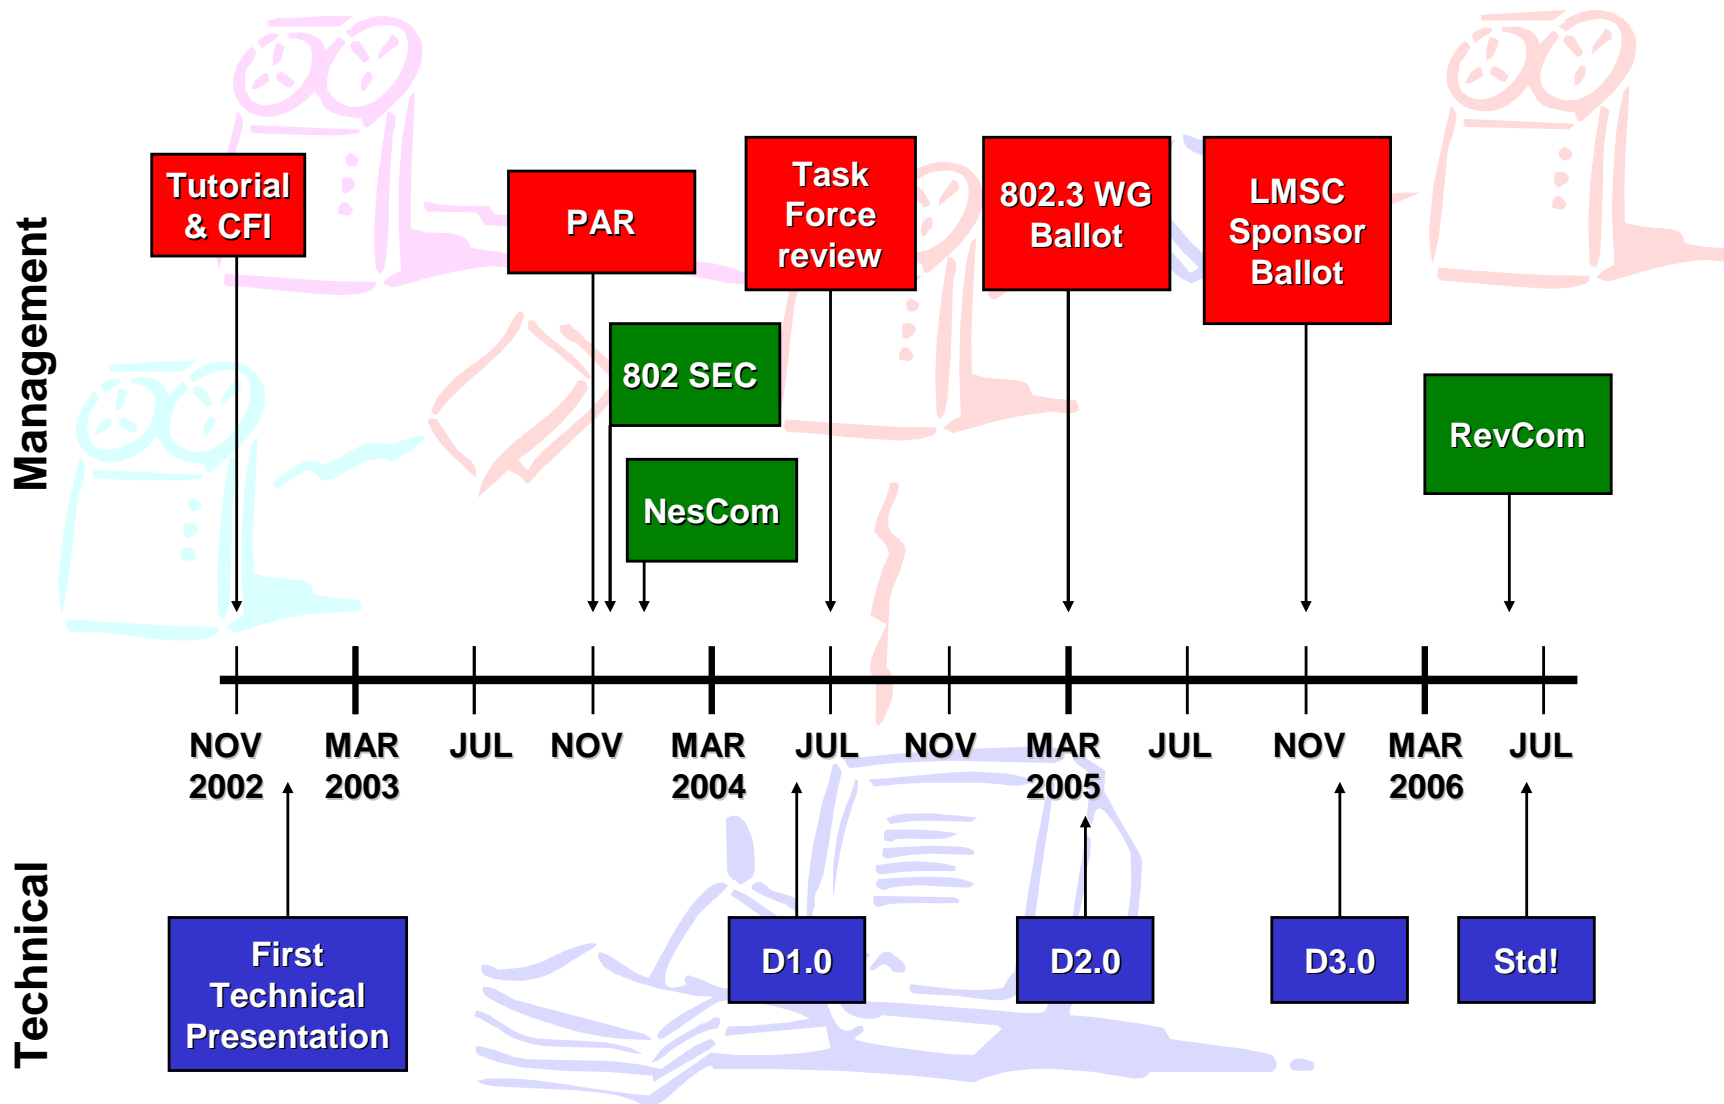 Management
Tutorial
& CFI
PAR
Task
Force
review
802.3 WG
Ballot
LMSC
Sponsor
Ballot
802 SEC
NesCom
RevCom
NOV
2002
MAR
2003
JUL
NOV
MAR
2004
JUL
NOV
MAR
2005
JUL
NOV
MAR
2006
JUL
Technical
First
Technical
Presentation
D1.0
D2.0
D3.0
Std!